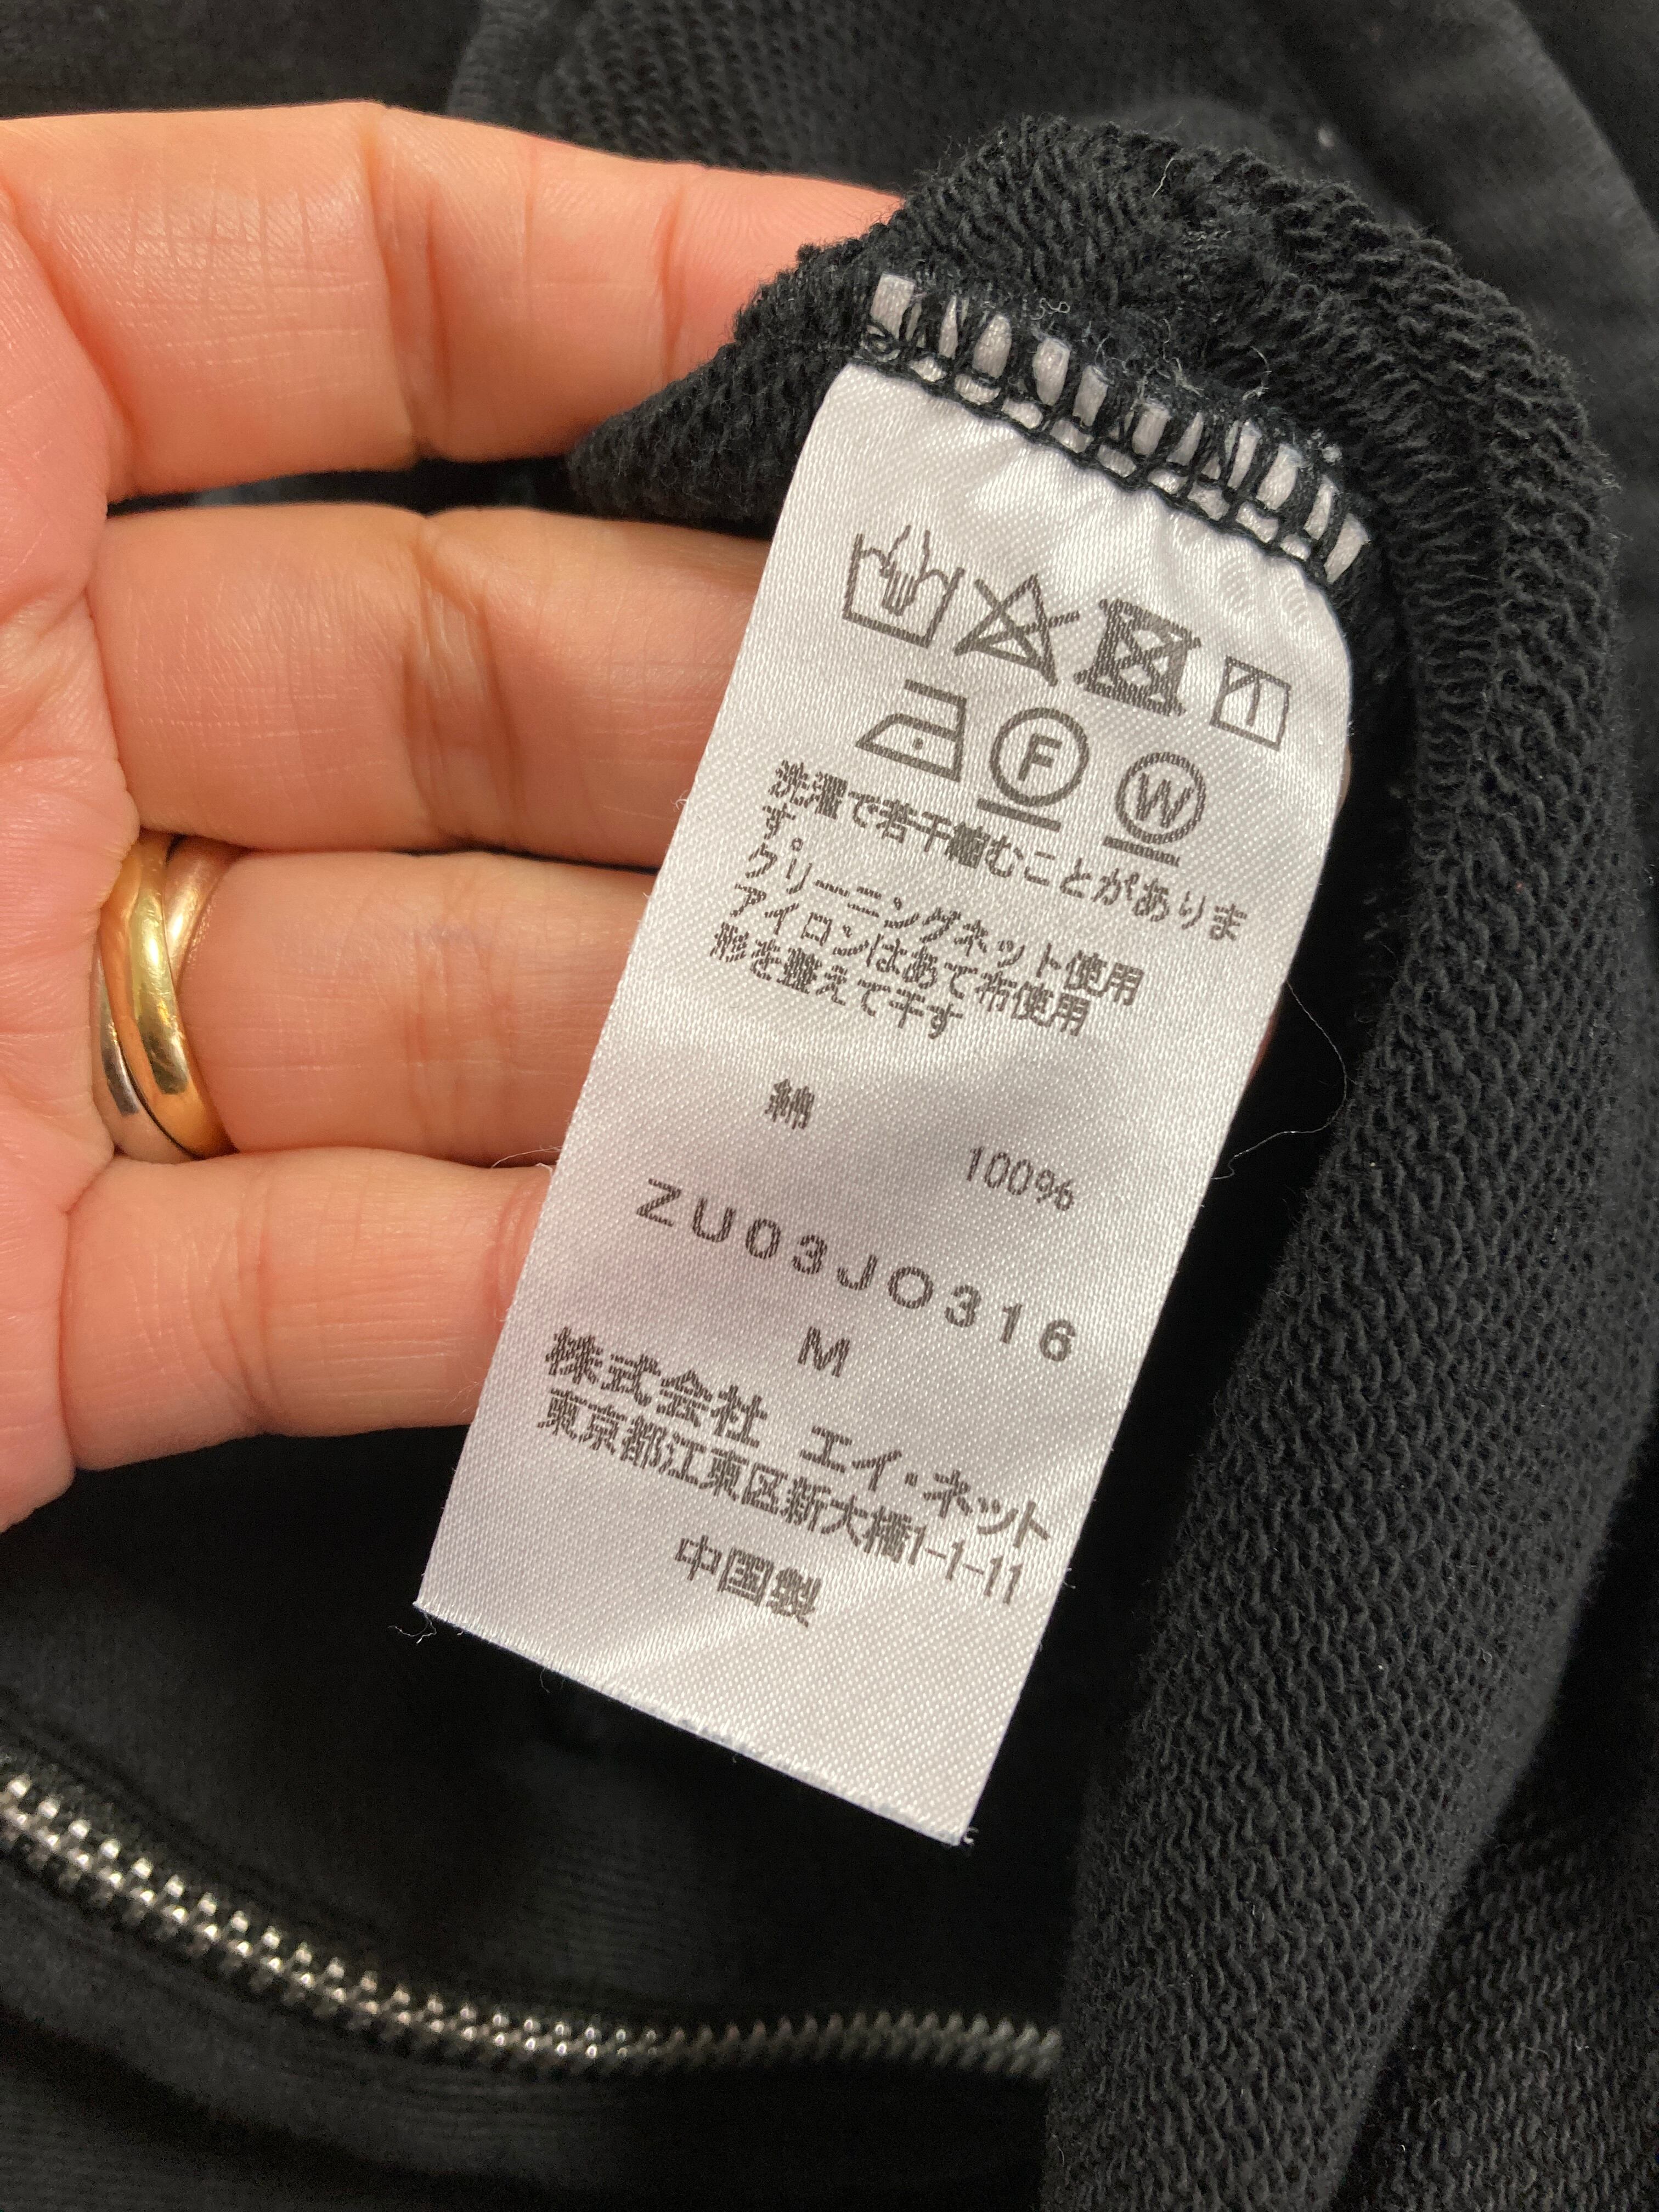 F W
洗濯で若干縮むことがありま
す。
クリーニングネット使用
アイロンはあて布使用
形を整えて干す
綿 100%
ZU03JO316
M
株式会社 エイ・ネット
東京都江東区新大橋1-1-11
中国製